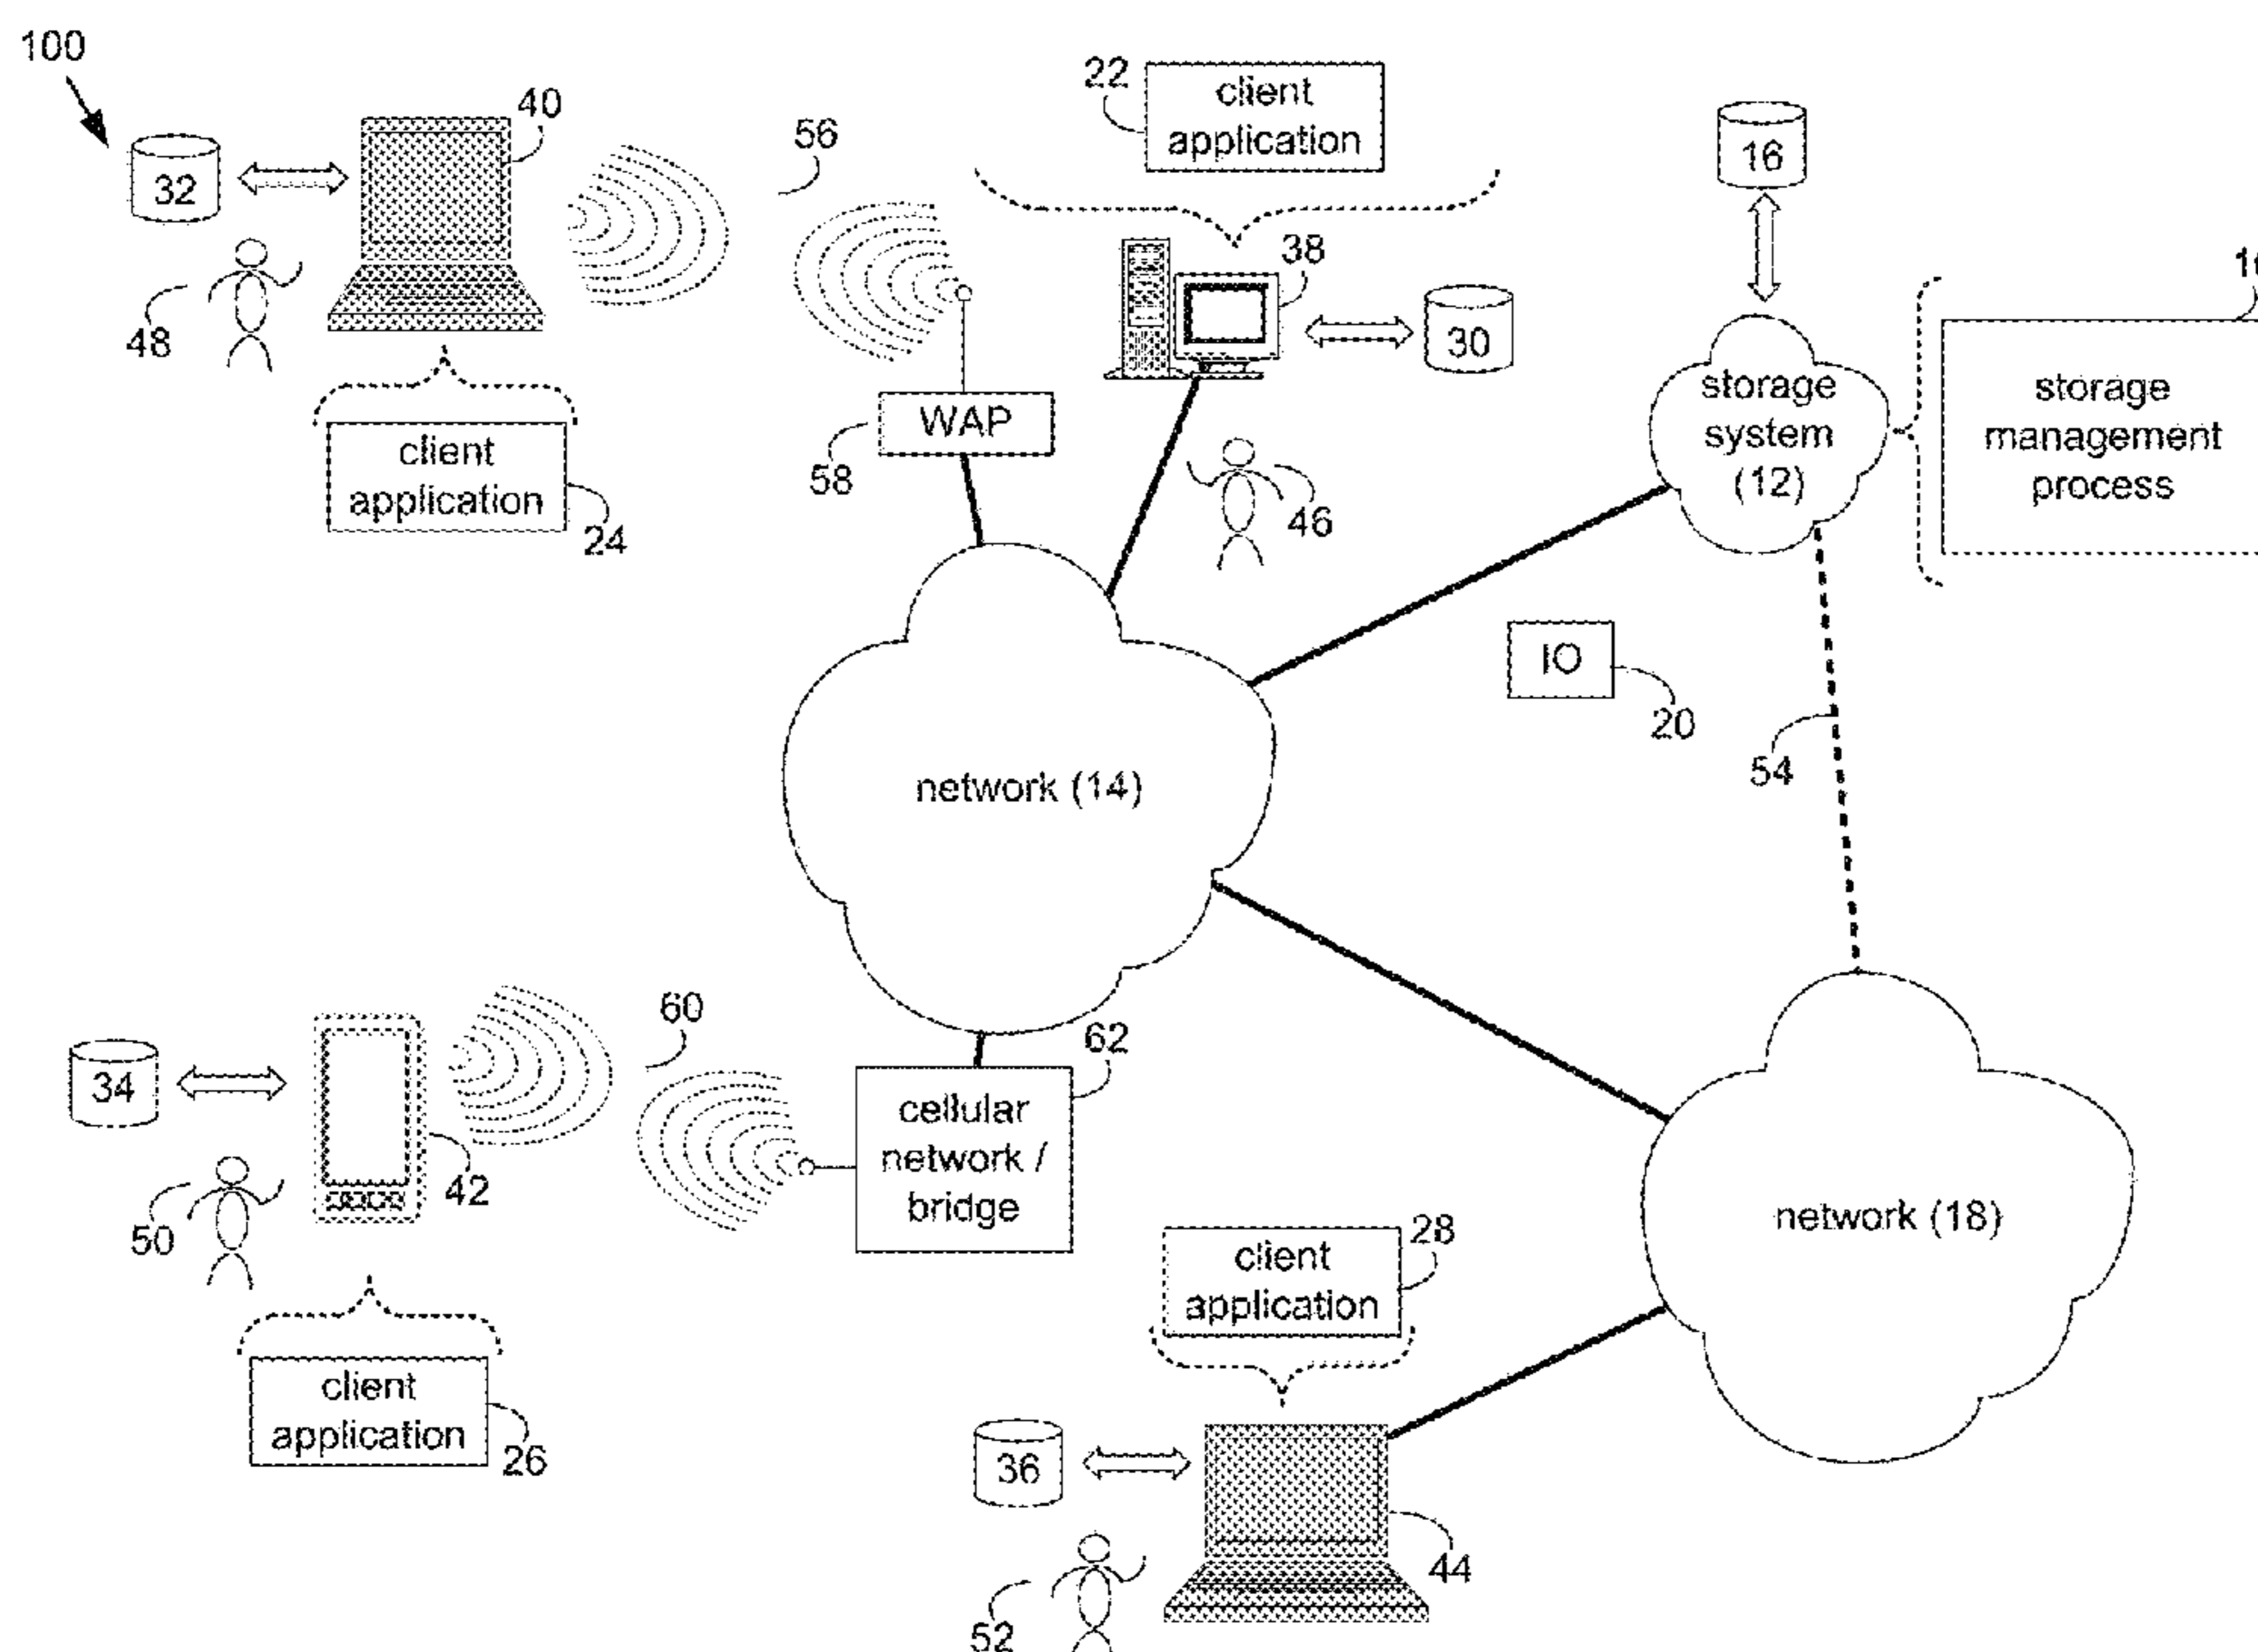 100
40
56
22
client
application
32
16
38
1
48
30
storage
system
(12)
storage
management
process
WAP
58
client
application
24
46
IO
20
54
network (14)
60
62
34
cellular
network /
bridge
42
50
network (18)
28
client
application
client
application
26
36
44
52